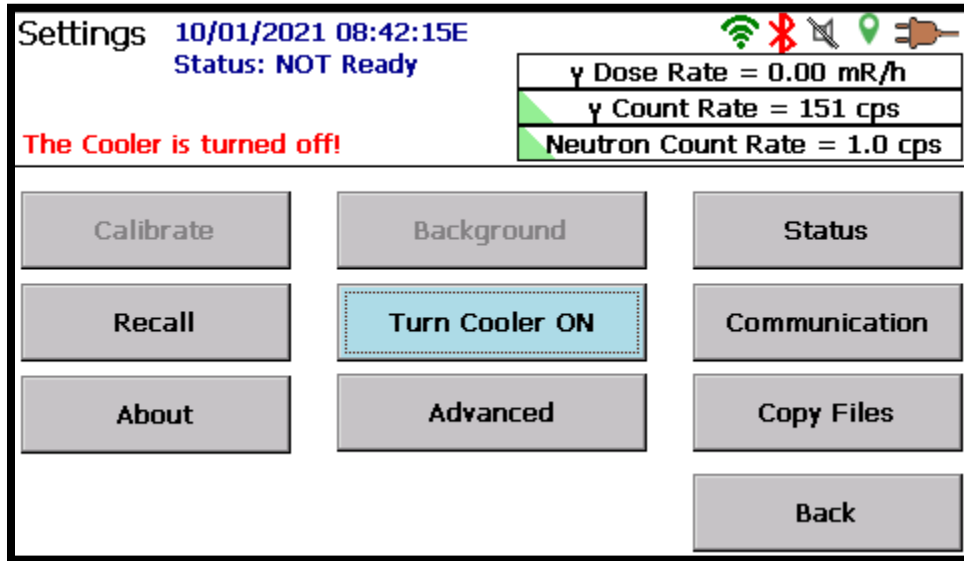 Settings 10/01/2021 08:42:15E
Status: NOT Ready
γ Dose Rate = 0.00 mR/h
γ Count Rate = 151 cps
The Cooler is turned off!
Neutron Count Rate = 1.0 cps
Calibrate
Background
Status
Recall
Turn Cooler ON
Communication
About
Advanced
Copy Files
Back